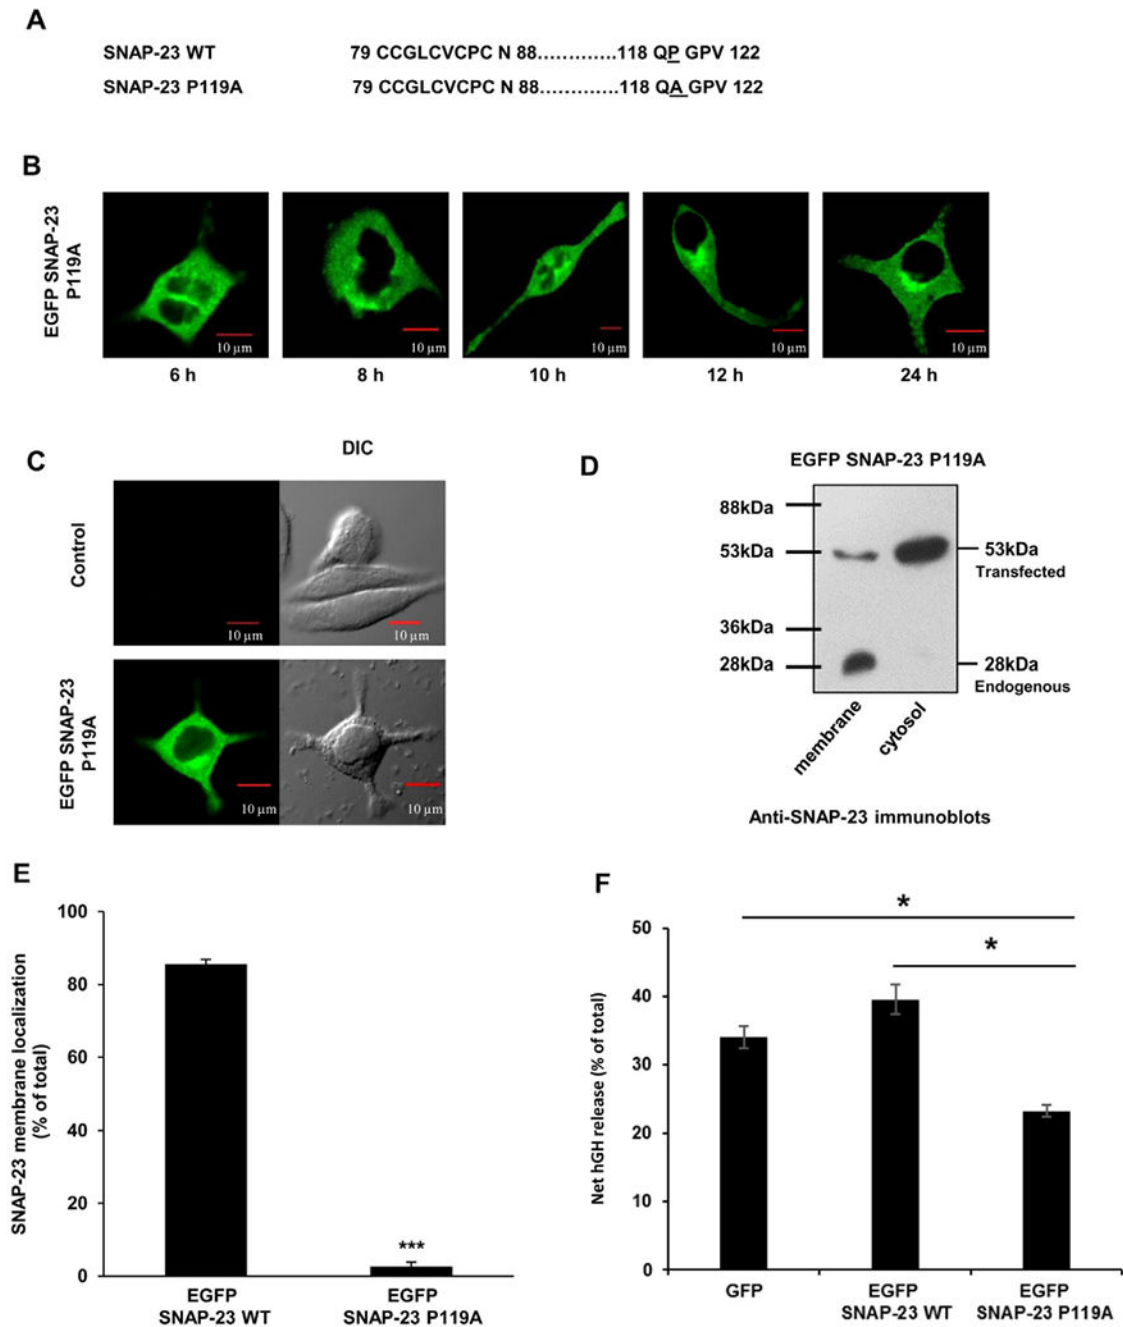 A
SNAP-23 WT 79 CCGLCVCPC N 88.............118 QP GPV 122
SNAP-23 P119A 79 CCGLCVCPC N 88.............118 QA GPV 122
B
EGFP SNAP-23
P119A
10 µm 10 µm 10 µm 10 µm 10 µm
6 h 8 h 10 h 12 h 24 h
C
DIC
Control
10 µm 10 µm
EGFP SNAP-23
P119A
10 µm 10 µm
D
EGFP SNAP-23 P119A
88kDa
53kDa
36kDa
28kDa
53kDa
Transfected
28kDa
Endogenous
membrane
cytosol
Anti-SNAP-23 immunoblots
E
SNAP-23 membrane localization
(% of total)
100
80
60
40
20
0
***
EGFP
SNAP-23 WT
EGFP
SNAP-23 P119A
F
Net hGH release (% of total)
50
40
30
20
10
0
*
*
GFP
EGFP
SNAP-23 WT
EGFP
SNAP-23 P119A